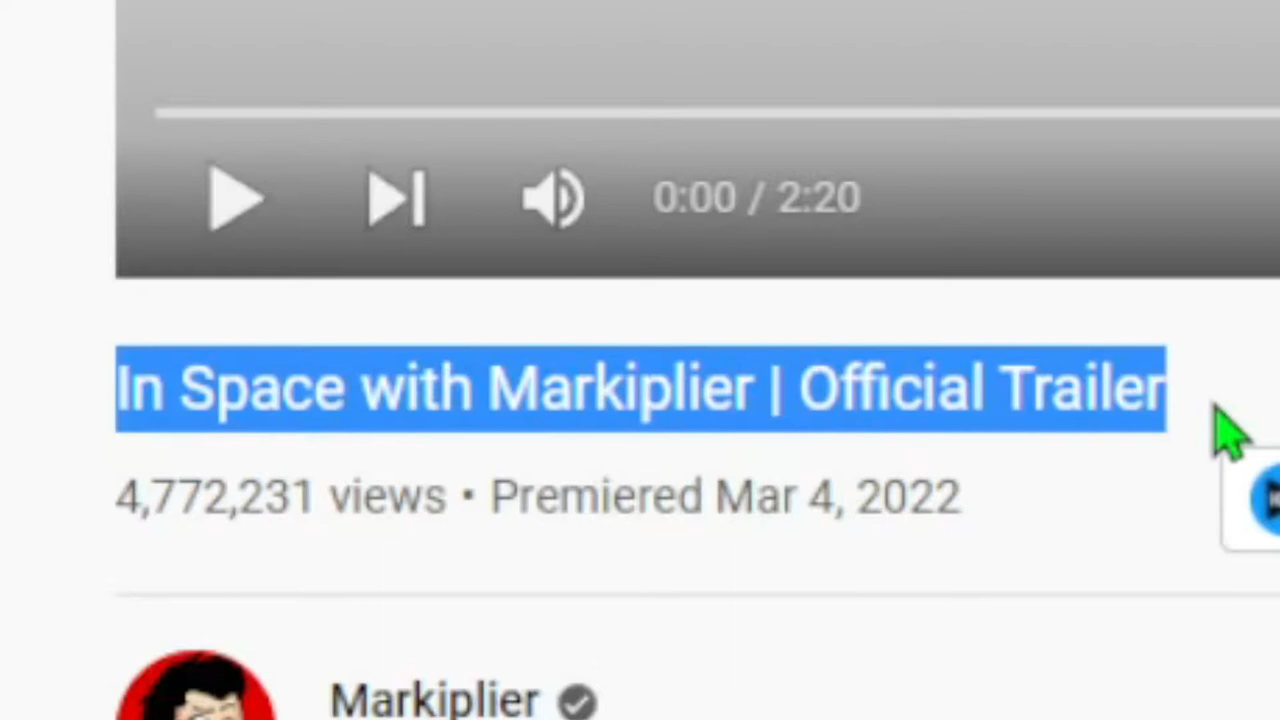 0:00 / 2:20
In Space with Markiplier | Official Trailer
4,772,231 views • Premiered Mar 4, 2022
Markiplier